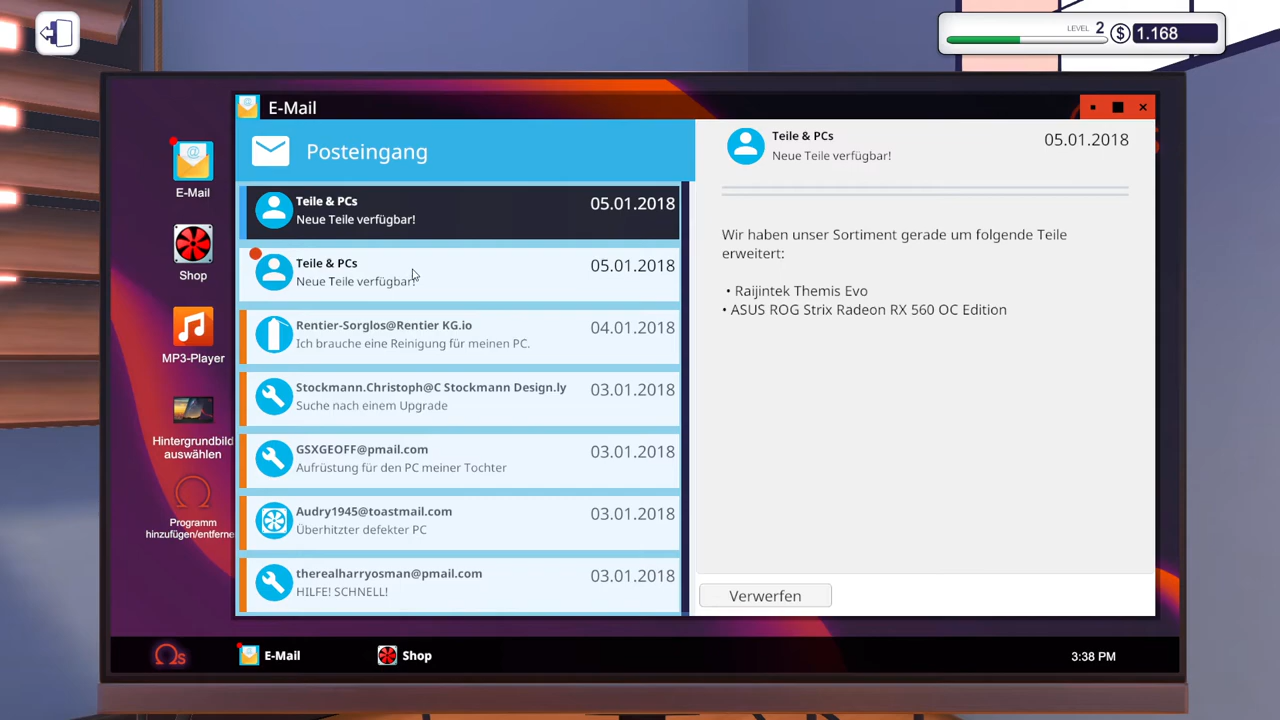 LEVEL 2
$ 1.168
E-Mail
Posteingang
Teile & PCs
Neue Teile verfügbar!
05.01.2018
Teile & PCs
Neue Teile verfügbar!
05.01.2018
Rentier-Sorglos@Rentier KG.io
Ich brauche eine Reinigung für meinen PC.
04.01.2018
Stockmann.Christoph@C Stockmann Design.ly
Suche nach einem Upgrade
03.01.2018
GSXGEOFF@pmail.com
Aufrüstung für den PC meiner Tochter
03.01.2018
Audry1945@toastmail.com
Überhitzter defekter PC
03.01.2018
therealharryosman@pmail.com
HILFE! SCHNELL!
03.01.2018
Teile & PCs
Neue Teile verfügbar!
05.01.2018
Wir haben unser Sortiment gerade um folgende Teile
erweitert:
• Raijintek Themis Evo
• ASUS ROG Strix Radeon RX 560 OC Edition
Verwerfen
E-Mail
Shop
MP3-Player
Hintergrundbild
auswählen
Programm
hinzufügen/entferne
Ωs
E-Mail
Shop
3:38 PM